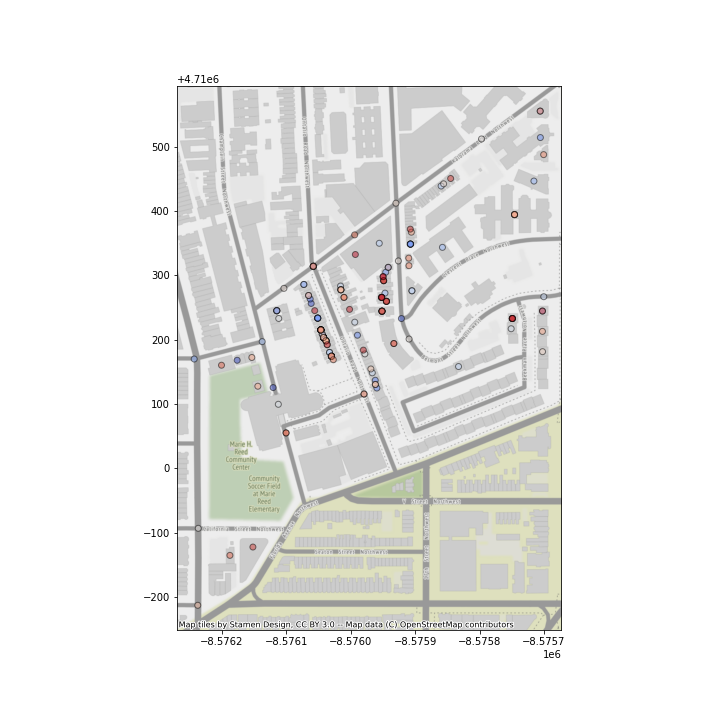 +4.71e6
500
400
300
200
100
0
−100
−200
Marie H.
Reed
Community
Center
Community
Soccer Field
at Marie
Reed
Elementary
Map tiles by Stamen Design, CC BY 3.0 -- Map data (C) OpenStreetMap contributors
−8.5762
−8.5761
−8.5760
−8.5759
−8.5758
−8.5757
1e6